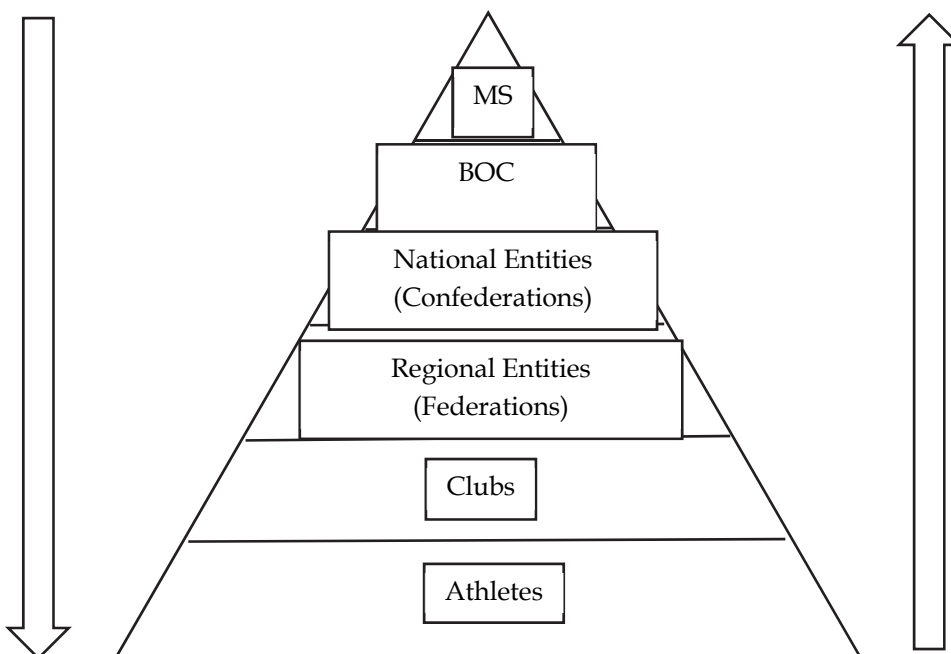 MS
BOC
National Entities
(Confederations)
Regional Entities
(Federations)
Clubs
Athletes